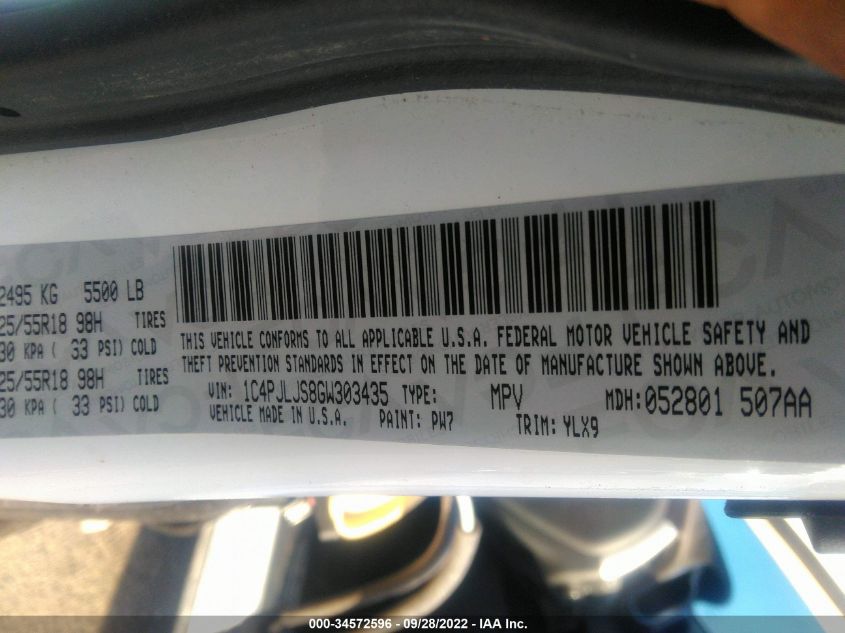 2495 KG 5500 LB
25/55R18 98H TIRES
30 KPA ( 33 PSI) COLD
25/55R18 98H TIRES
30 KPA ( 33 PSI) COLD
THIS VEHICLE CONFORMS TO ALL APPLICABLE U.S.A. FEDERAL MOTOR VEHICLE SAFETY AND
THEFT PREVENTION STANDARDS IN EFFECT ON THE DATE OF MANUFACTURE SHOWN ABOVE.
VIN: 1C4PJLJS8GW303435 TYPE: MPV MDH:052801 507AA
VEHICLE MADE IN U.S.A. PAINT: PW7 TRIM: YLX9
000-34572596 - 09/28/2022 - IAA Inc.